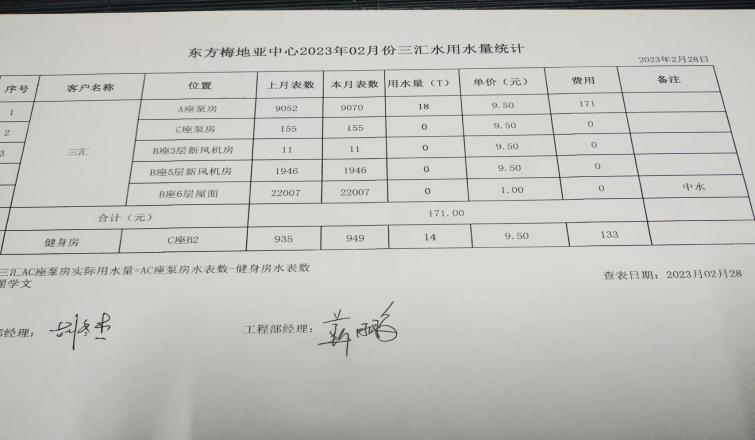 东方梅地亚中心2023年02月份三汇水用水量统计
2023年2月28日
序号 客户名称 位置 上月表数 本月表数 用水量（T） 单价（元） 费用 备注
1 A座泵房 9052 9070 18 9.50 171
2 C座泵房 155 155 0 9.50 0
3 三汇 B座3层新风机房 11 11 0 9.50 0
B座5层新风机房 1946 1946 0 9.50 0
B座6层屋面 22007 22007 0 1.00 0 中水
合计（元） 171.00
健身房 C座B2 935 949 14 9.50 133
三汇AC座泵房实际用水量=AC座泵房水表数-健身房水表数
学文 查表日期：2023月02月28
部经理： 工程部经理：